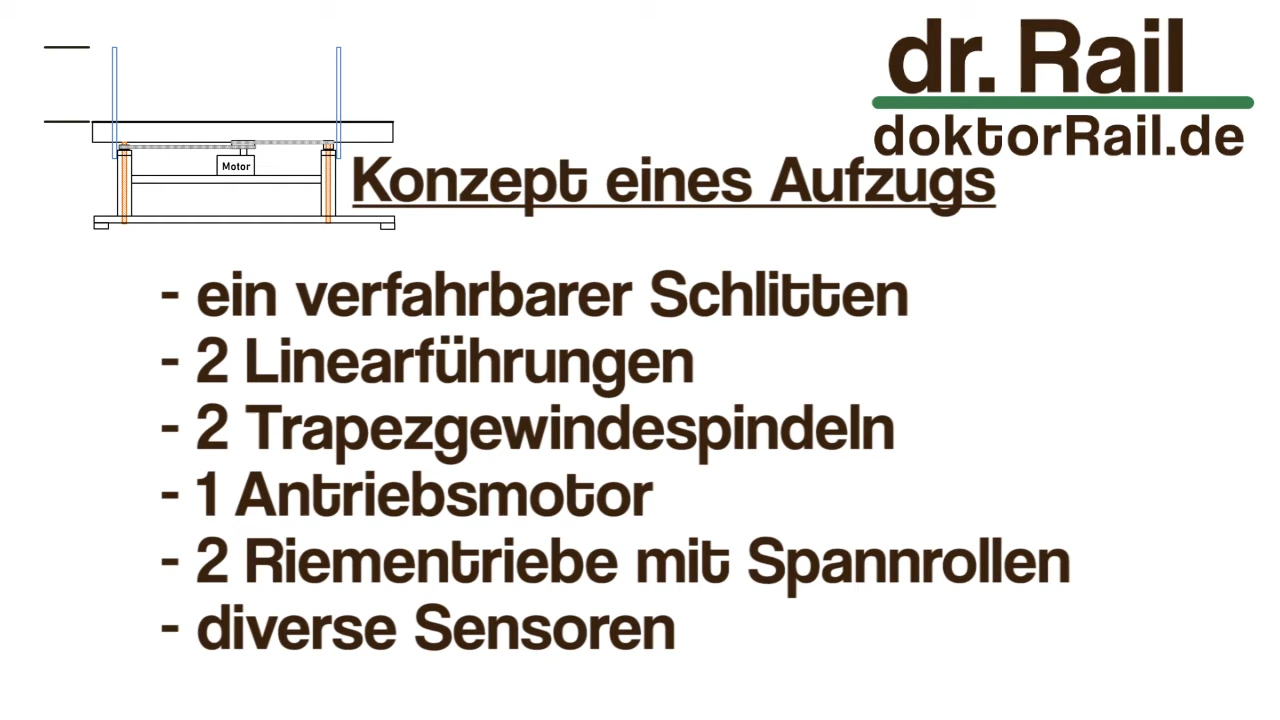 dr. Rail
doktorRail.de
Motor
Konzept eines Aufzugs
- ein verfahrbarer Schlitten
- 2 Linearführungen
- 2 Trapezgewindespindeln
- 1 Antriebsmotor
- 2 Riementriebe mit Spannrollen
- diverse Sensoren